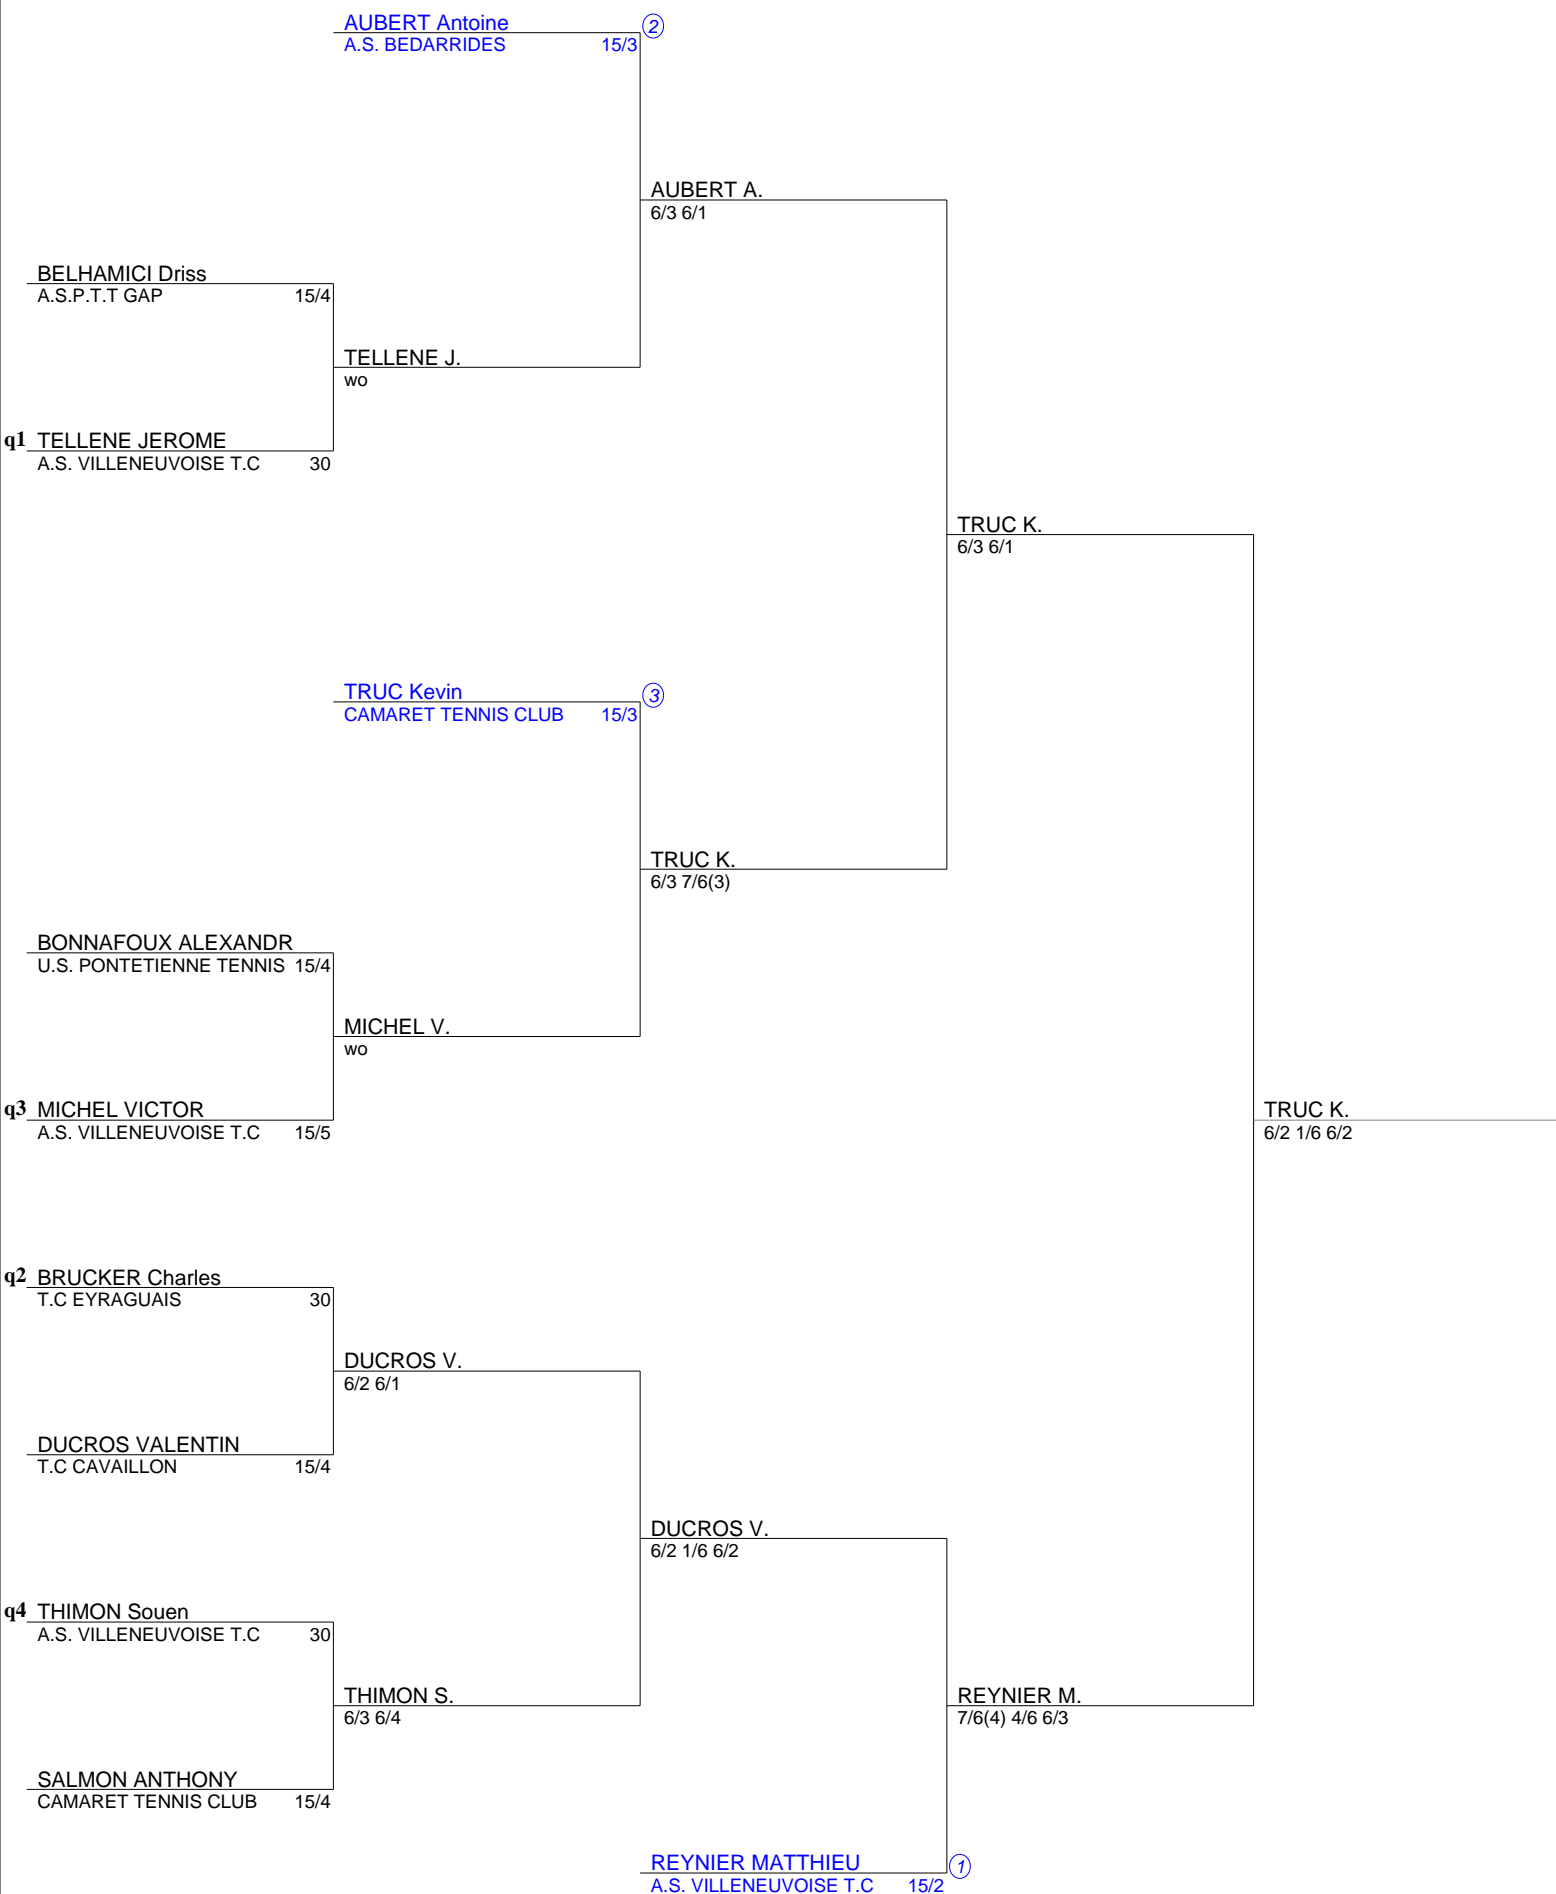 AUBERT Antoine 2
A.S. BEDARRIDES 15/3
AUBERT A.
6/3 6/1
BELHAMICI Driss
A.S.P.T.T GAP 15/4
TELLENE J.
wo
q1 TELLENE JEROME
A.S. VILLENEUVOISE T.C 30
TRUC K.
6/3 6/1
TRUC Kevin 3
CAMARET TENNIS CLUB 15/3
TRUC K.
6/3 7/6(3)
BONNAFOUX ALEXANDR
U.S. PONTETIENNE TENNIS 15/4
MICHEL V.
wo
q3 MICHEL VICTOR
A.S. VILLENEUVOISE T.C 15/5
TRUC K.
6/2 1/6 6/2
q2 BRUCKER Charles
T.C EYRAGUAIS 30
DUCROS V.
6/2 6/1
DUCROS VALENTIN
T.C CAVAILLON 15/4
DUCROS V.
6/2 1/6 6/2
q4 THIMON Souen
A.S. VILLENEUVOISE T.C 30
THIMON S.
6/3 6/4
REYNIER M.
7/6(4) 4/6 6/3
SALMON ANTHONY
CAMARET TENNIS CLUB 15/4
REYNIER MATTHIEU 1
A.S. VILLENEUVOISE T.C 15/2